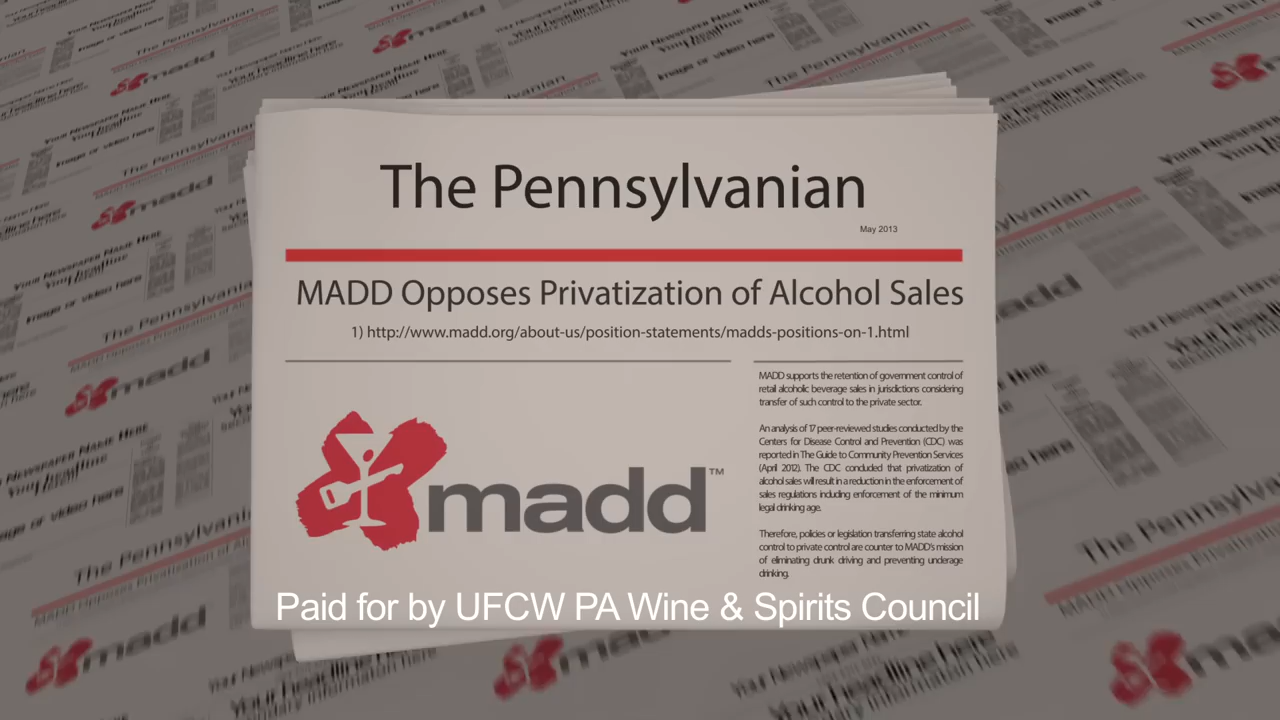 The Pennsylvanian
May 2013
MADD Opposes Privatization of Alcohol Sales
1) http://www.madd.org/about-us/position-statements/madds-positions-on-1.html
madd™
MADD supports the retention of government control of
retail alcoholic beverage sales in jurisdictions considering
transfer of such control to the private sector.
An analysis of 17 peer-reviewed studies conducted by the
Centers for Disease Control and Prevention (CDC) was
reported in The Guide to Community Prevention Services
(April 2012). The CDC concluded that privatization of
alcohol sales will result in a reduction in the enforcement of
sales regulations including enforcement of the minimum
legal drinking age.
Therefore, policies or legislation transferring state alcohol
control to private control are counter to MADD's mission
of eliminating drunk driving and preventing underage
drinking.
Paid for by UFCW PA Wine & Spirits Council